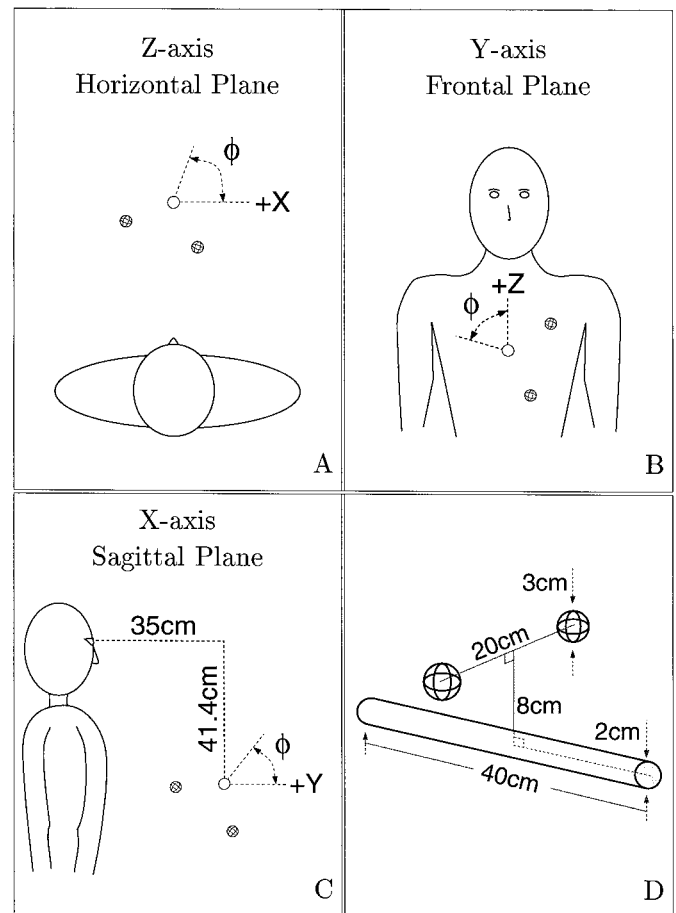 Z-axis
Horizontal Plane
ϕ
+X
A
Y-axis
Frontal Plane
+Z
ϕ
B
X-axis
Sagittal Plane
35cm
41.4cm
ϕ
+Y
C
3cm
20cm
8cm
2cm
40cm
D